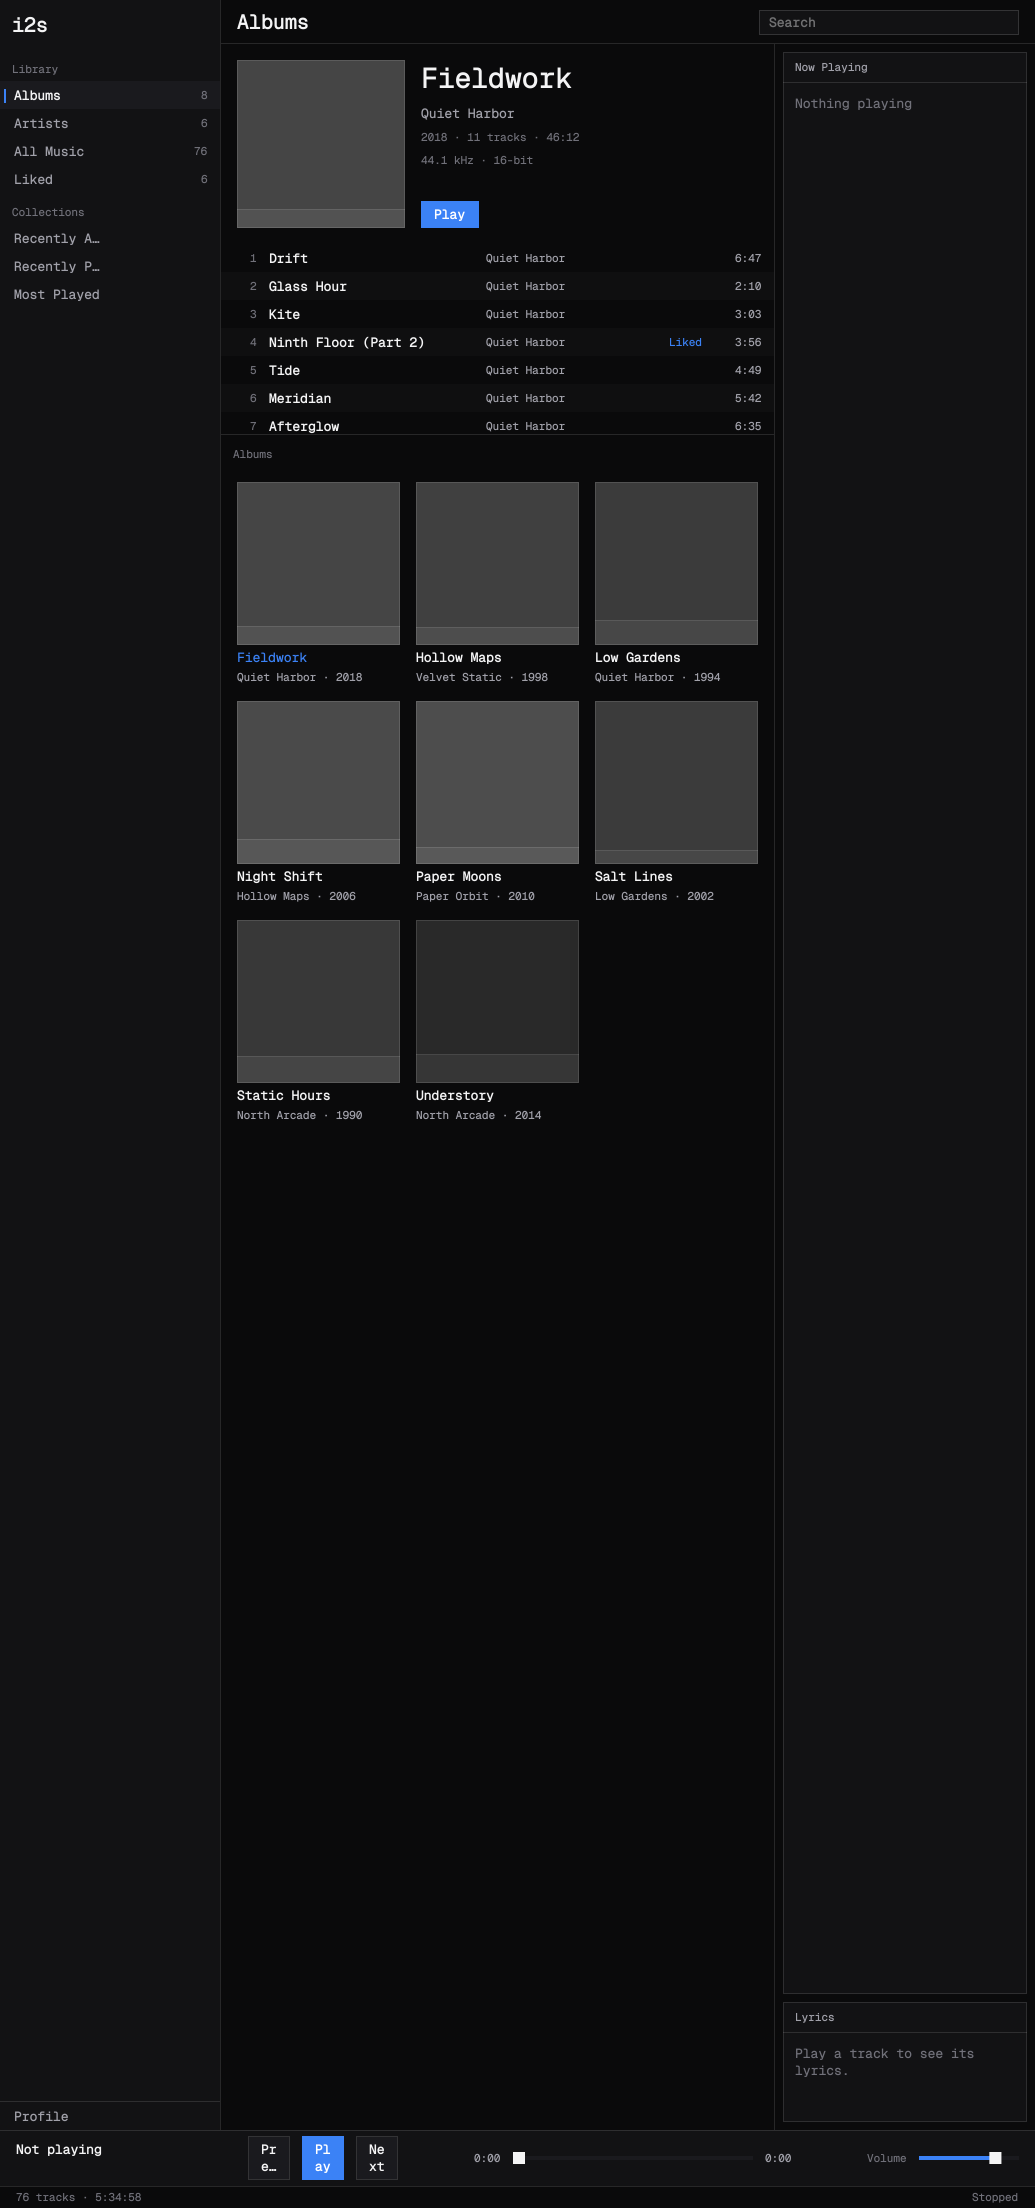 i2s
Library
Albums 8
Artists 6
All Music 76
Liked 6
Collections
Recently A…
Recently P…
Most Played
Profile
Albums
Search
Fieldwork
Quiet Harbor
2018 · 11 tracks · 46:12
44.1 kHz · 16-bit
Play
1 Drift Quiet Harbor 6:47
2 Glass Hour Quiet Harbor 2:10
3 Kite Quiet Harbor 3:03
4 Ninth Floor (Part 2) Quiet Harbor Liked 3:56
5 Tide Quiet Harbor 4:49
6 Meridian Quiet Harbor 5:42
7 Afterglow Quiet Harbor 6:35
Albums
Fieldwork
Quiet Harbor · 2018
Hollow Maps
Velvet Static · 1998
Low Gardens
Quiet Harbor · 1994
Night Shift
Hollow Maps · 2006
Paper Moons
Paper Orbit · 2010
Salt Lines
Low Gardens · 2002
Static Hours
North Arcade · 1990
Understory
North Arcade · 2014
Now Playing
Nothing playing
Lyrics
Play a track to see its
lyrics.
Not playing
Pr
e…
Pl
ay
Ne
xt
0:00
0:00
Volume
76 tracks · 5:34:58
Stopped